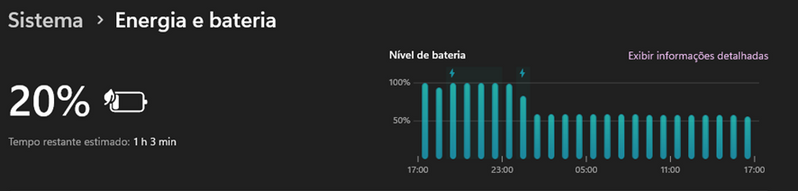 Sistema > Energia e bateria
Nível de bateria
Exibir informações detalhadas
20%
Tempo restante estimado: 1 h 3 min
100%
50%
17:00 23:00 05:00 11:00 17:00